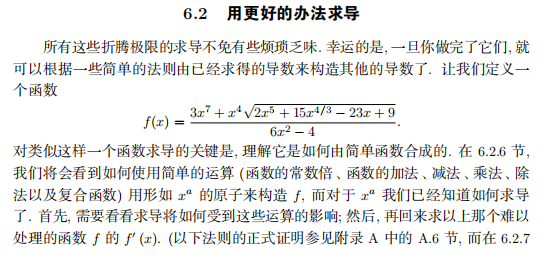 6.2 用更好的办法求导
所有这些折腾极限的求导不免有些烦琐乏味. 幸运的是, 一旦你做完了它们, 就
可以根据一些简单的法则由已经求得的导数来构造其他的导数了. 让我们定义一
个函数
f(x) = \frac{3x^7 + x^4\sqrt{2x^5 + 15x^{4/3} - 23x + 9}}{6x^2 - 4}.
对类似这样一个函数求导的关键是, 理解它是如何由简单函数合成的. 在 6.2.6 节,
我们将会看到如何使用简单的运算 (函数的常数倍、函数的加法、减法、乘法、除
法以及复合函数) 用形如 x^a 的原子来构造 f, 而对于 x^a 我们已经知道如何求导
了. 首先, 需要看看求导将如何受到这些运算的影响; 然后, 再回来求以上那个难以
处理的函数 f 的 f′(x). (以下法则的正式证明参见附录 A 中的 A.6 节, 而在 6.2.7